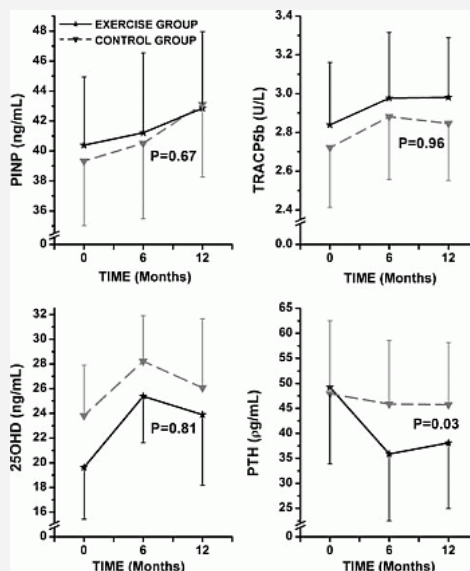 EXERCISE GROUP
CONTROL GROUP
PINP (ng/mL)
48
46
44
42
40
38
36
0
P=0.67
0 6 12
TIME (Months)
TRACP5b (U/L)
3.4
3.2
3.0
2.8
2.6
2.4
0.0
P=0.96
0 6 12
TIME (Months)
25OHD (ng/mL)
32
30
28
26
24
22
20
18
16
14
0
P=0.81
0 6 12
TIME (Months)
PTH (ρg/mL)
65
60
55
50
45
40
35
30
25
0
P=0.03
0 6 12
TIME (Months)